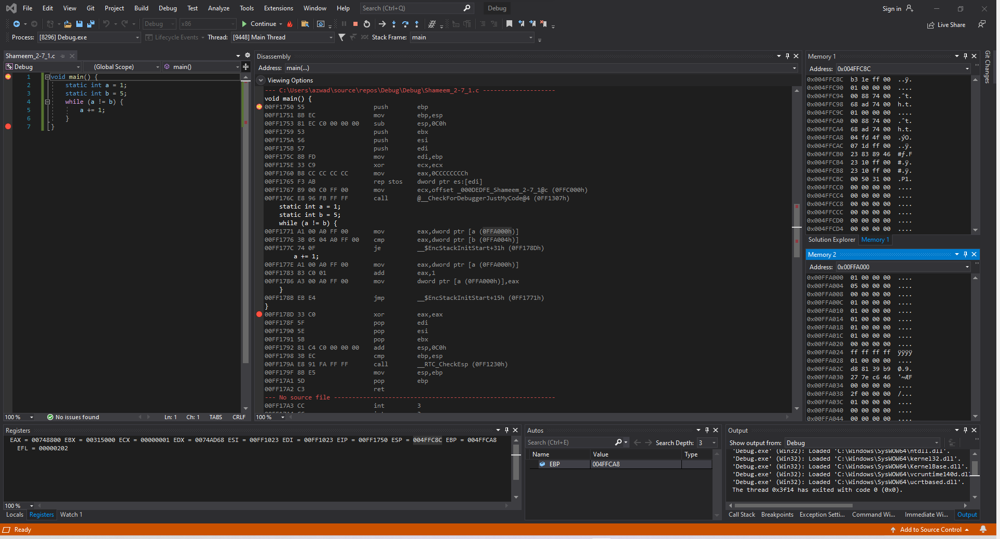 File Edit View Git Project Build Debug Test Analyze Tools Extensions Window Help Search (Ctrl+Q) Debug Sign in
Debug x86 Continue Live Share
Process: [8296] Debug.exe Lifecycle Events Thread: [9448] Main Thread Stack Frame: main
Shameem_2-7_1.c
Debug (Global Scope) main()
1 void main() {
2 static int a = 1;
3 static int b = 5;
4 while (a != b) {
5 a += 1;
6 }
7 }
100 % No issues found Ln: 1 Ch: 1 TABS CRLF
Disassembly
Address: main(...)
Viewing Options
--- C:\Users\azwad\source\repos\Debug\Debug\Shameem_2-7_1.c --------------------
void main() {
00FF1750 55 push ebp
00FF1751 8B EC mov ebp,esp
00FF1753 81 EC C0 00 00 00 sub esp,0C0h
00FF1759 53 push ebx
00FF175A 56 push esi
00FF175B 57 push edi
00FF175C 8B FD mov edi,ebp
00FF175E 33 C9 xor ecx,ecx
00FF1760 B8 CC CC CC CC mov eax,0CCCCCCCCh
00FF1765 F3 AB rep stos dword ptr es:[edi]
00FF1767 B9 00 C0 FF 00 mov ecx,offset _000DEDFE_Shameem_2-7_1@c (0FFC000h)
00FF176C E8 96 FB FF FF call @__CheckForDebuggerJustMyCode@4 (0FF1307h)
static int a = 1;
static int b = 5;
while (a != b) {
00FF1771 A1 00 A0 FF 00 mov eax,dword ptr [a (0FFA000h)]
00FF1776 3B 05 04 A0 FF 00 cmp eax,dword ptr [b (0FFA004h)]
00FF177C 74 0F je __$EncStackInitStart+31h (0FF178Dh)
a += 1;
00FF177E A1 00 A0 FF 00 mov eax,dword ptr [a (0FFA000h)]
00FF1783 83 C0 01 add eax,1
00FF1786 A3 00 A0 FF 00 mov dword ptr [a (0FFA000h)],eax
}
00FF178B EB E4 jmp __$EncStackInitStart+15h (0FF1771h)
}
00FF178D 33 C0 xor eax,eax
00FF178F 5F pop edi
00FF1790 5E pop esi
00FF1791 5B pop ebx
00FF1792 81 C4 C0 00 00 00 add esp,0C0h
00FF1798 3B EC cmp ebp,esp
00FF179A E8 91 FA FF FF call __RTC_CheckEsp (0FF1230h)
00FF179F 8B E5 mov esp,ebp
00FF17A1 5D pop ebp
00FF17A2 C3 ret
--- No source file -------------------------------------------------------------
00FF17A3 CC int 3
100 %
Memory 1
Address: 0x004FFC8C
0x004FFC8C b3 1e ff 00 ..ÿ.
0x004FFC90 01 00 00 00 ....
0x004FFC94 00 88 74 00 .ˆt.
0x004FFC98 68 ad 74 00 h.t.
0x004FFC9C 01 00 00 00 ....
0x004FFCA0 00 88 74 00 .ˆt.
0x004FFCA4 68 ad 74 00 h.t.
0x004FFCA8 04 fd 4f 00 .ýO.
0x004FFCAC 07 1d ff 00 ..ÿ.
0x004FFCB0 23 83 89 46 #ƒ.F
0x004FFCB4 23 10 ff 00 #.ÿ.
0x004FFCB8 23 10 ff 00 #.ÿ.
0x004FFCBC 00 50 31 00 .P1.
0x004FFCC0 00 00 00 00 ....
0x004FFCC4 00 00 00 00 ....
0x004FFCC8 00 00 00 00 ....
0x004FFCCC 00 00 00 00 ....
0x004FFCD0 00 00 00 00 ....
0x004FFCD4 00 00 00 00 ....
Solution Explorer Memory 1
Git Changes
Memory 2
Address: 0x00FFA000
0x00FFA000 01 00 00 00 ....
0x00FFA004 05 00 00 00 ....
0x00FFA008 00 00 00 00 ....
0x00FFA00C 01 00 00 00 ....
0x00FFA010 01 00 00 00 ....
0x00FFA014 01 00 00 00 ....
0x00FFA018 01 00 00 00 ....
0x00FFA01C 01 00 00 00 ....
0x00FFA020 00 00 00 00 ....
0x00FFA024 ff ff ff ff ÿÿÿÿ
0x00FFA028 01 00 00 00 ....
0x00FFA02C d8 81 39 b9 Ø.9.
0x00FFA030 27 7e c6 46 '~ÆF
0x00FFA034 00 00 00 00 ....
0x00FFA038 2f 00 00 00 /...
0x00FFA03C 01 00 00 00 ....
0x00FFA040 00 00 00 00 ....
0x00FFA044 00 00 00 00 ....
Registers
EAX = 00748800 EBX = 00315000 ECX = 00000001 EDX = 0074AD68 ESI = 00FF1023 EDI = 00FF1023 EIP = 00FF1750 ESP = 004FFC8C EBP = 004FFCA8
EFL = 00000202
100 %
Locals Registers Watch 1
Autos
Search (Ctrl+E) Search Depth: 3
Name Value Type
EBP 004FFCA8
Output
Show output from: Debug
'Debug.exe' (Win32): Loaded 'C:\Windows\SysWOW64\ntdll.dll'.
'Debug.exe' (Win32): Loaded 'C:\Windows\SysWOW64\kernel32.dll'.
'Debug.exe' (Win32): Loaded 'C:\Windows\SysWOW64\KernelBase.dll'.
'Debug.exe' (Win32): Loaded 'C:\Windows\SysWOW64\vcruntime140d.dll
'Debug.exe' (Win32): Loaded 'C:\Windows\SysWOW64\ucrtbased.dll'.
The thread 0x3f14 has exited with code 0 (0x0).
Call Stack Breakpoints Exception Setti... Command Wi... Immediate Wi... Output
Ready Add to Source Control